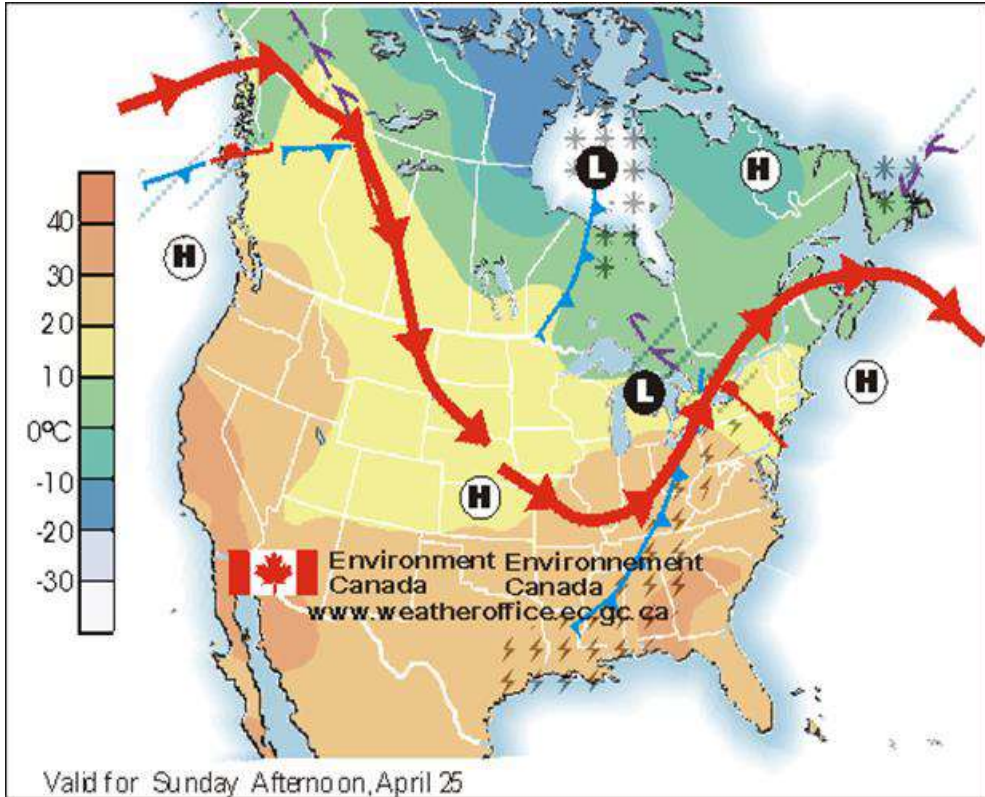 H
L
H
L
H
H
40
30
20
10
0°C
-10
-20
-30
Environment Environnement
Canada Canada
www.weatheroffice.ec.gc.ca
Valid for Sunday Afternoon, April 25